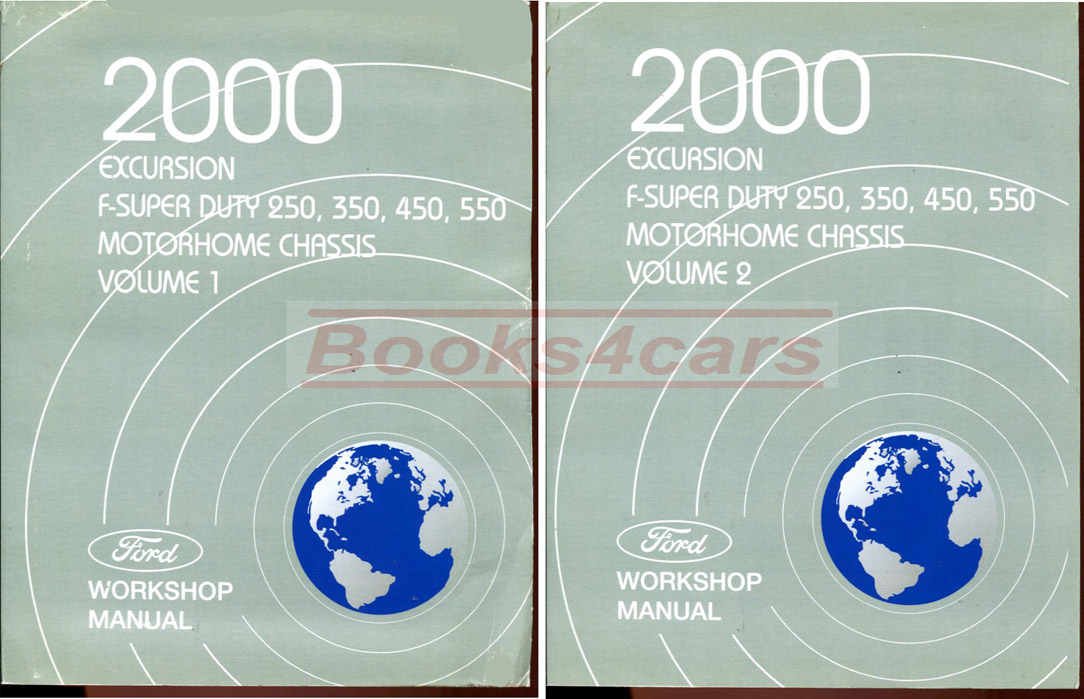 2000
EXCURSION
F-SUPER DUTY 250, 350, 450, 550
MOTORHOME CHASSIS
VOLUME 1
Ford
WORKSHOP
MANUAL
2000
EXCURSION
F-SUPER DUTY 250, 350, 450, 550
MOTORHOME CHASSIS
VOLUME 2
Ford
WORKSHOP
MANUAL
Books4cars